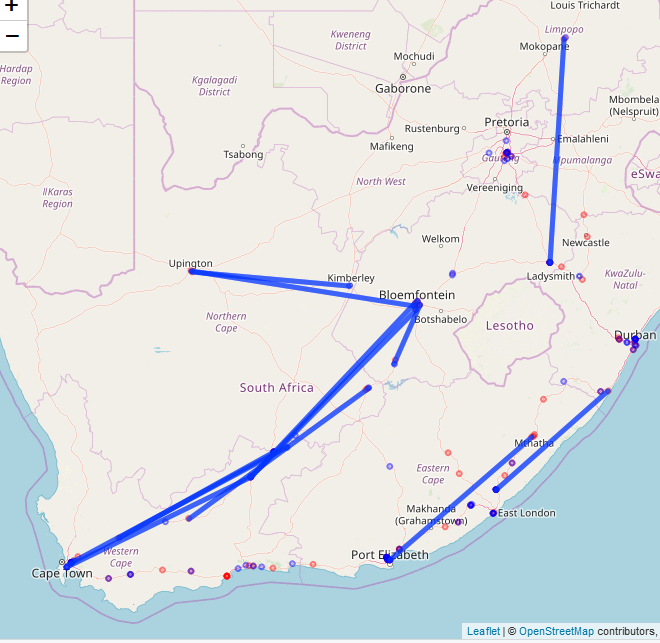 +
Louis Trichardt
−
Limpopo
Kweneng
District
Mokopane
Mochudi
Hardap
Region
Kgalagadi
District
Gaborone
Mbombela
(Nelspruit)
Pretoria
Rustenburg
Emalahleni
Mafikeng
Tsabong
Gauteng
Mpumalanga
North West
eSwa
Vereeniging
ǁKaras
Region
Welkom
Newcastle
Upington
Kimberley
Ladysmith
KwaZulu-
Natal
Bloemfontein
Northern
Cape
Botshabelo
Lesotho
Durban
South Africa
Mthatha
Eastern
Cape
Makhanda
(Grahamstown)
East London
Western
Cape
Port Elizabeth
Cape Town
Leaflet | © OpenStreetMap contributors,